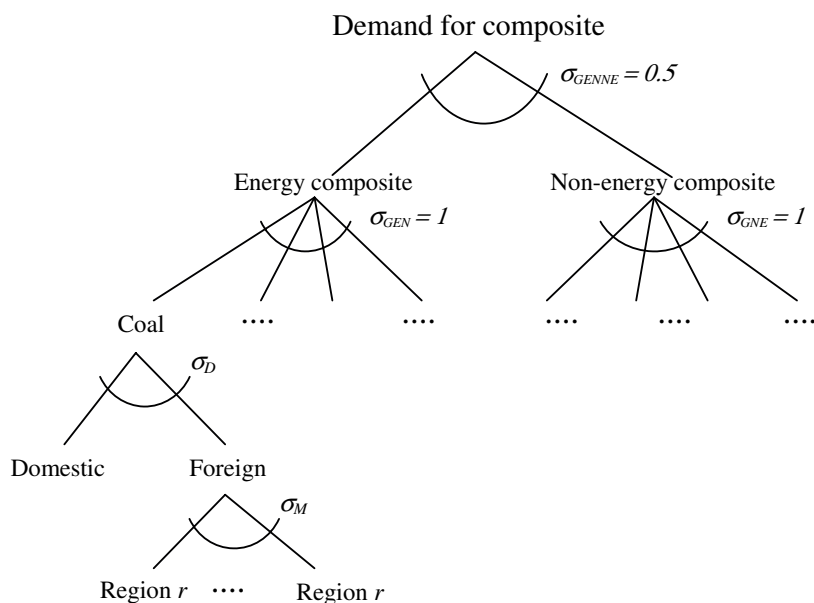 Demand for composite
σGENNE = 0.5
Energy composite
Non-energy composite
σGEN = 1
σGNE = 1
Coal
....
....
....
....
....
σD
Domestic
Foreign
σM
Region r
....
Region r